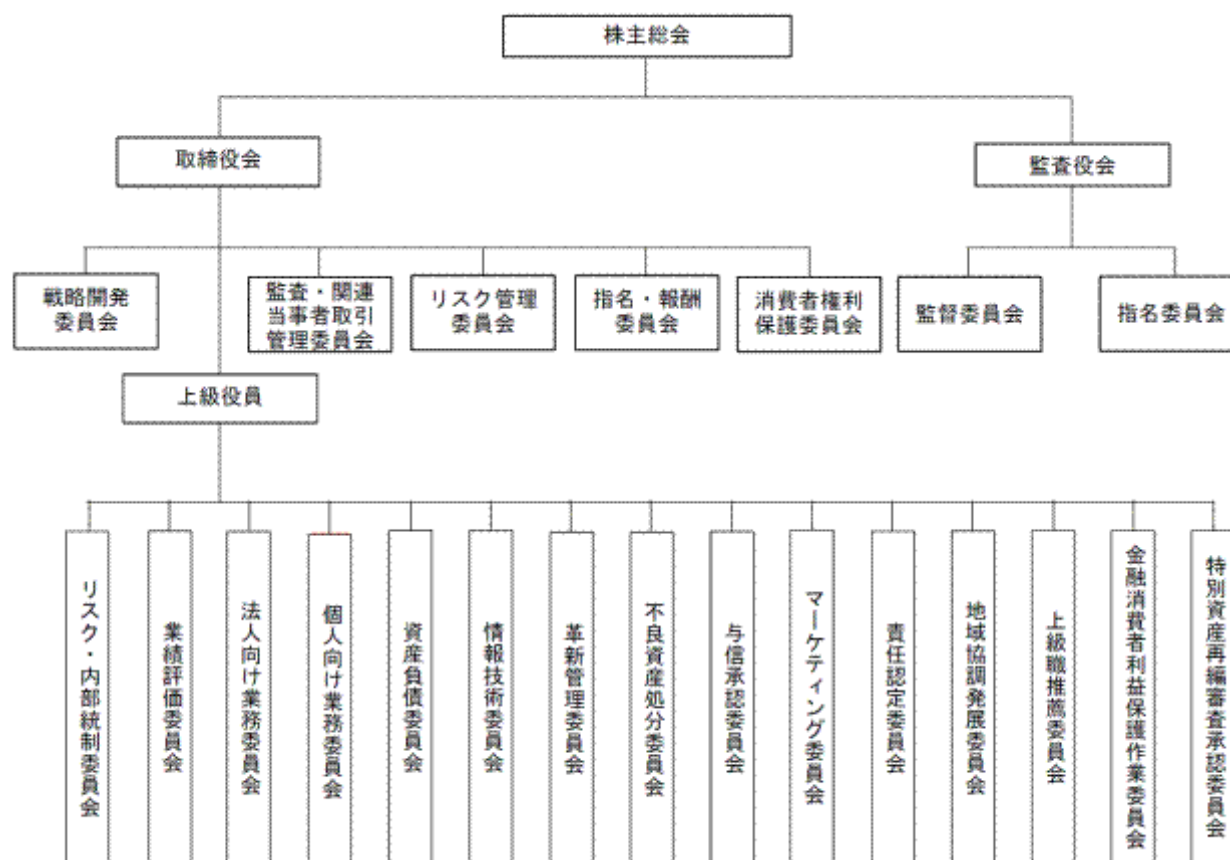 株主総会
取締役会
監査役会
戦略開発
委員会
監査・関連
当事者取引
管理委員会
リスク管理
委員会
指名・報酬
委員会
消費者権利
保護委員会
監督委員会
指名委員会
上級役員
リスク・内部統制委員会
業績評価委員会
法人向け業務委員会
個人向け業務委員会
資産負債委員会
情報技術委員会
革新管理委員会
不良資産処分委員会
与信承認委員会
マーケティング委員会
責任認定委員会
地域協調発展委員会
上級職推薦委員会
金融消費者利益保護作業委員会
特別資産再編審査承認委員会